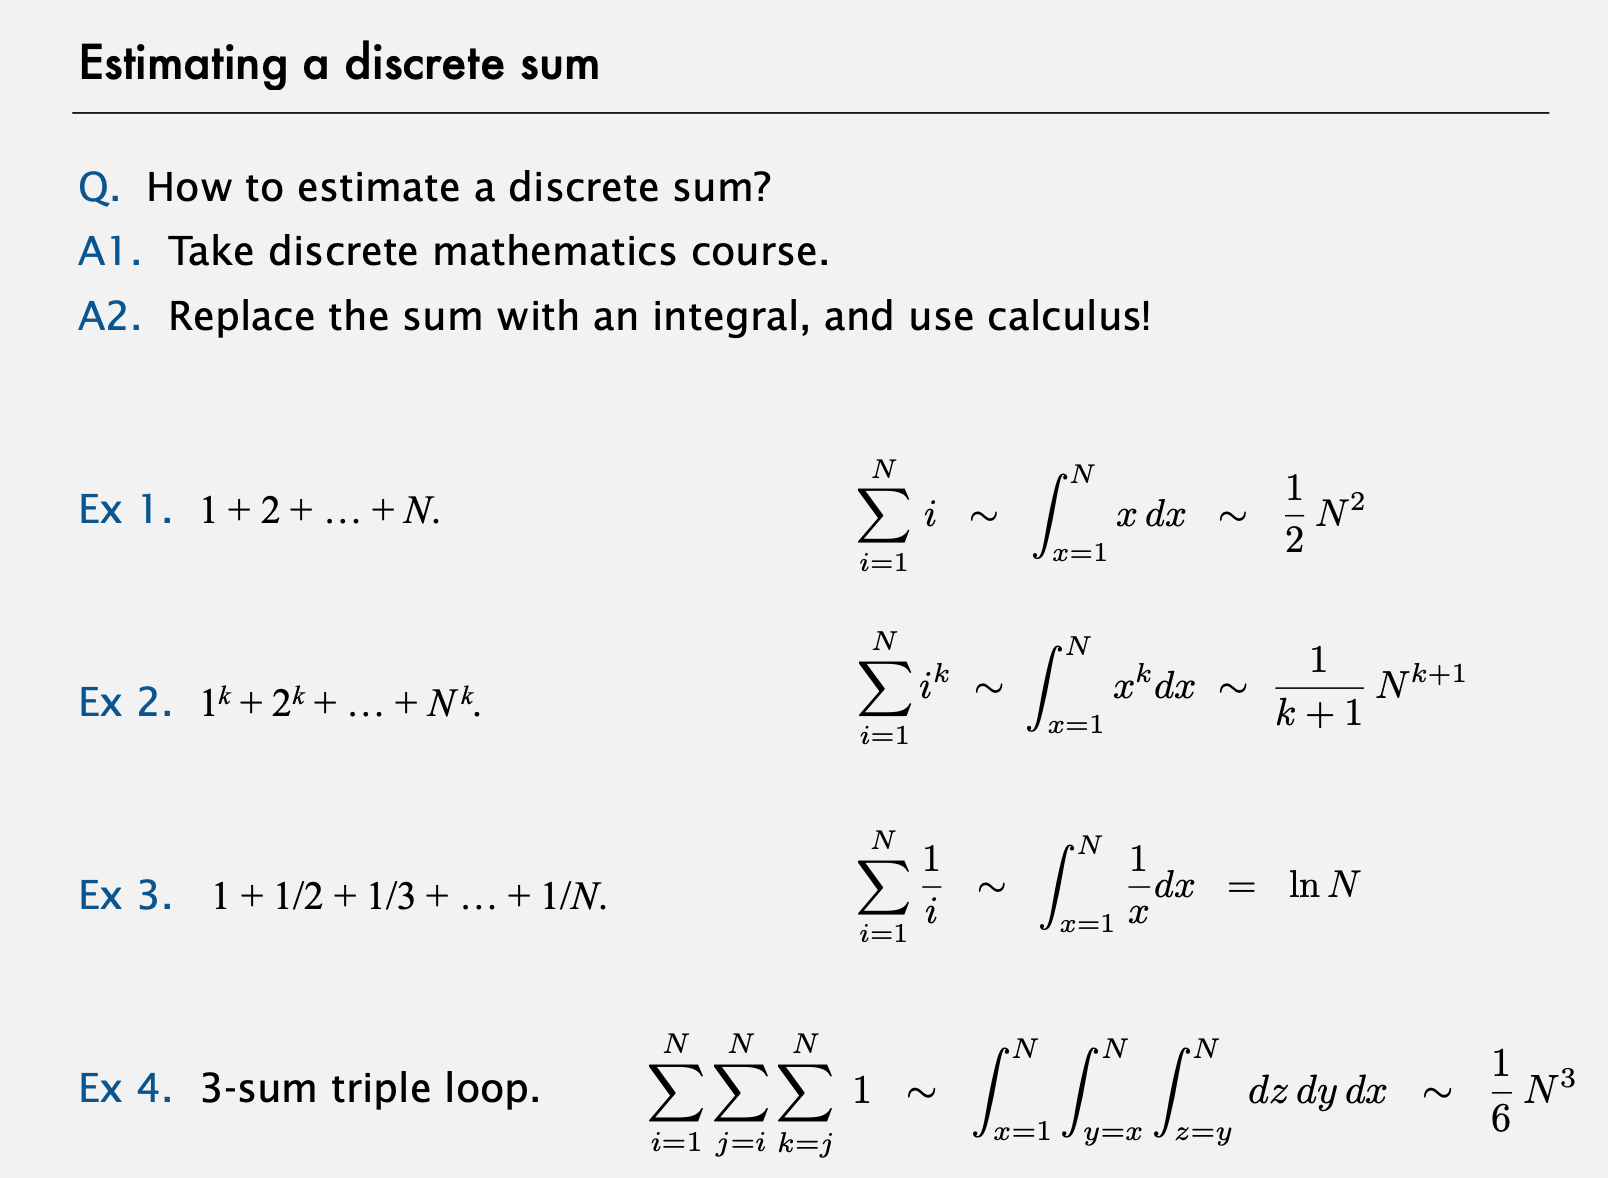 Estimating a discrete sum
Q. How to estimate a discrete sum?
A1. Take discrete mathematics course.
A2. Replace the sum with an integral, and use calculus!
Ex 1. 1 + 2 + … + N. $\sum_{i=1}^{N} i \sim \int_{x=1}^{N} x\,dx \sim \frac{1}{2} N^2$
Ex 2. 1^k + 2^k + … + N^k. $\sum_{i=1}^{N} i^k \sim \int_{x=1}^{N} x^k dx \sim \frac{1}{k+1} N^{k+1}$
Ex 3. 1 + 1/2 + 1/3 + … + 1/N. $\sum_{i=1}^{N} \frac{1}{i} \sim \int_{x=1}^{N} \frac{1}{x} dx = \ln N$
Ex 4. 3-sum triple loop. $\sum_{i=1}^{N} \sum_{j=i}^{N} \sum_{k=j}^{N} 1 \sim \int_{x=1}^{N} \int_{y=x}^{N} \int_{z=y}^{N} dz\,dy\,dx \sim \frac{1}{6} N^3$